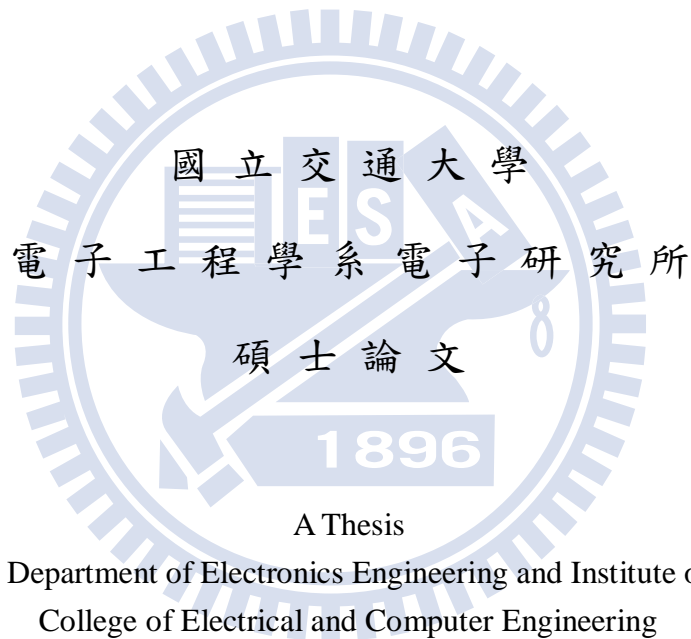 國 立 交 通 大 學
E S A
電 子 工 程 學 系 電 子 研 究 所
碩 士 論 文
1896
A Thesis
Department of Electronics Engineering and Institute
College of Electrical and Computer Engineering